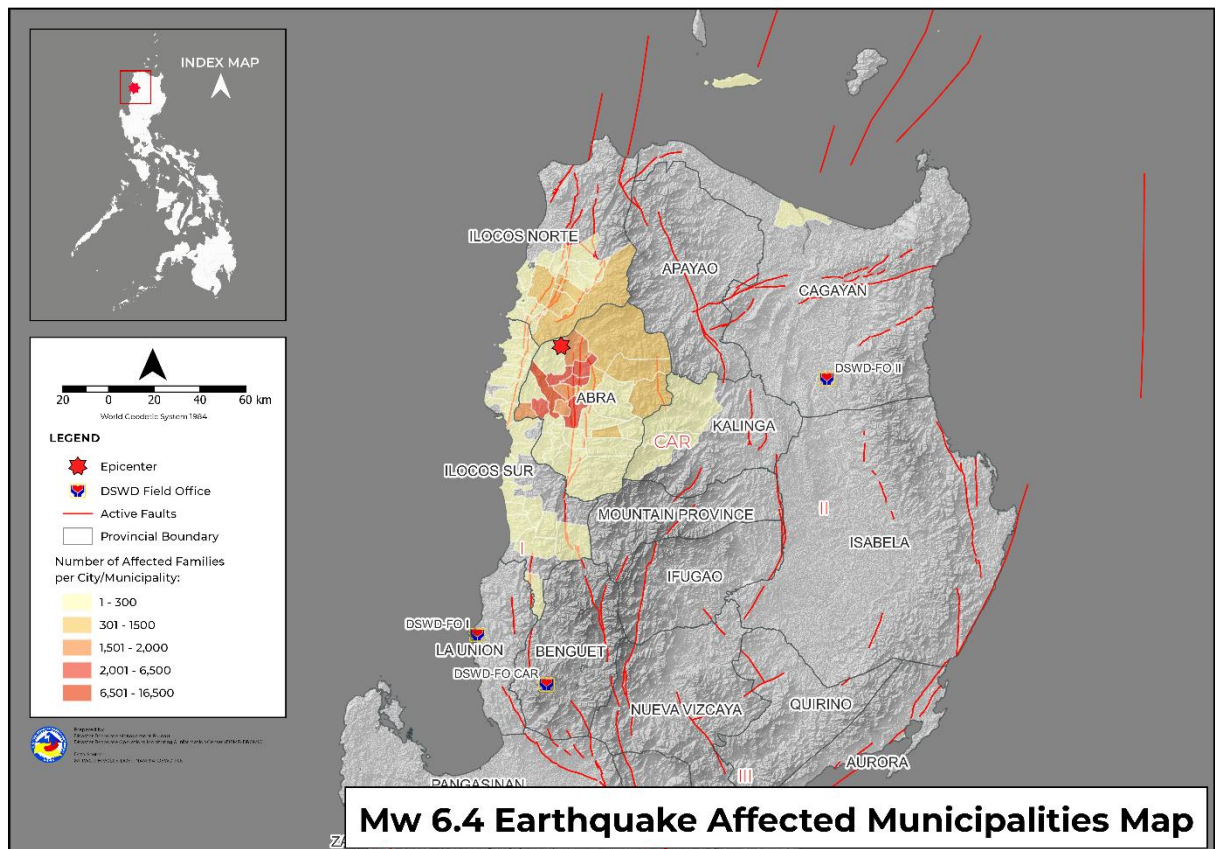 INDEX MAP
20 0 20 40 60 km
World Geodetic System 1984
LEGEND
Epicenter
DSWD Field Office
Active Faults
Provincial Boundary
Number of Affected Families
per City/Municipality:
1 - 300
301 - 1500
1,501 - 2,000
2,001 - 6,500
6,501 - 16,500
Prepared by:
ILOCOS NORTE
APAYAO
CAGAYAN
DSWD-FO II
ABRA
KALINGA
CAR
ILOCOS SUR
MOUNTAIN PROVINCE
II
ISABELA
I
IFUGAO
DSWD-FO I
LA UNION
BENGUET
DSWD-FO CAR
NUEVA VIZCAYA
QUIRINO
AURORA
III
PANGASINAN
ZA
Mw 6.4 Earthquake Affected Municipalities Map